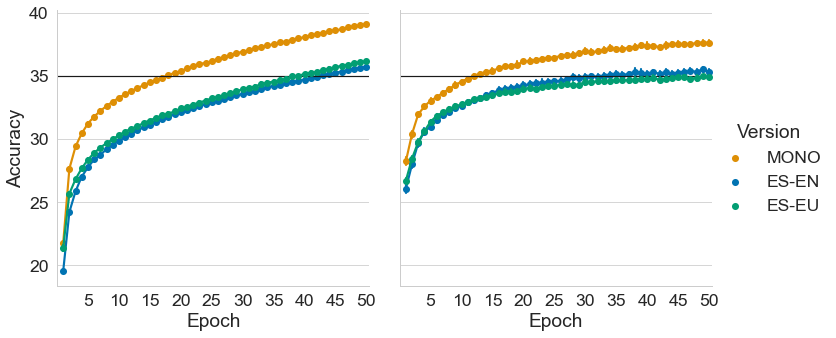 40
35
30
25
20
Accuracy
5 10 15 20 25 30 35 40 45 50
Epoch
5 10 15 20 25 30 35 40 45 50
Epoch
Version
MONO
ES-EN
ES-EU